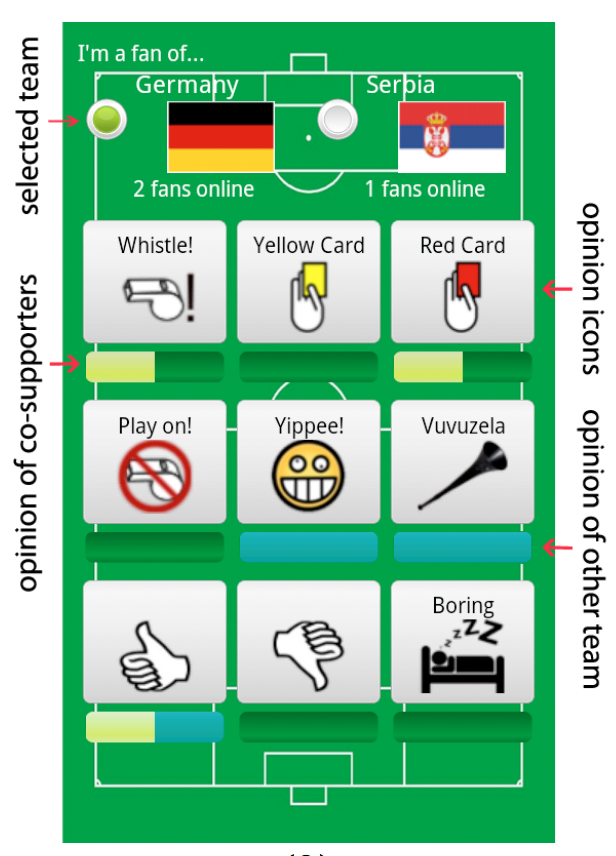 I'm a fan of...
Germany
Serbia
2 fans online
1 fans online
selected team
Whistle!
Yellow Card
Red Card
opinion icons
opinion of co-supporters
Play on!
Yippee!
Vuvuzela
opinion of other team
Boring
z z Z Z